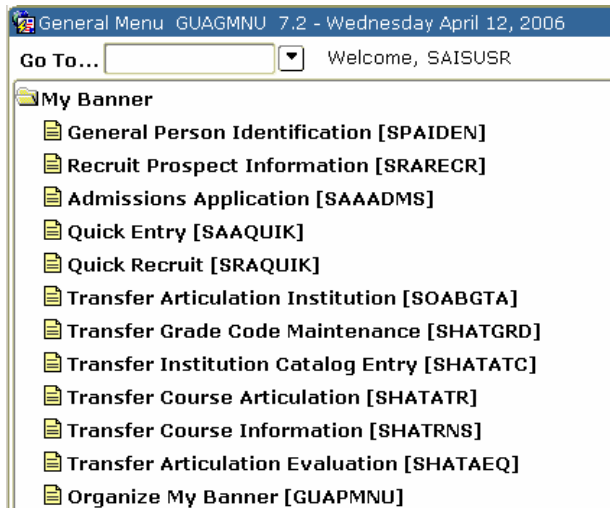 General Menu GUAGMNU 7.2 - Wednesday April 12, 2006
Go To... Welcome, SAISUSR
My Banner
General Person Identification [SPAIDEN]
Recruit Prospect Information [SRARECR]
Admissions Application [SAAADMS]
Quick Entry [SAAQUIK]
Quick Recruit [SRAQUIK]
Transfer Articulation Institution [SOABGTA]
Transfer Grade Code Maintenance [SHATGRD]
Transfer Institution Catalog Entry [SHATATC]
Transfer Course Articulation [SHATATR]
Transfer Course Information [SHATRNS]
Transfer Articulation Evaluation [SHATAEQ]
Organize My Banner [GUAPMNU]